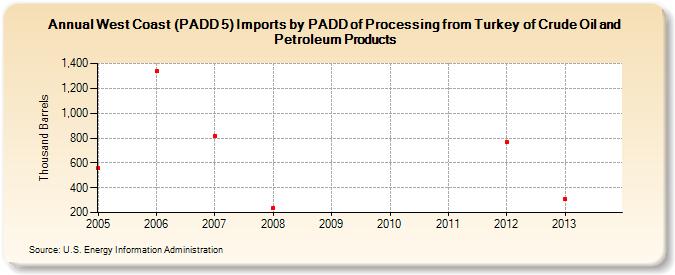 Annual West Coast (PADD 5) Imports by PADD of Processing from Turkey of Crude Oil and
Petroleum Products
Thousand Barrels
1,400
1,200
1,000
800
600
400
200
2005 2006 2007 2008 2009 2010 2011 2012 2013
Source: U.S. Energy Information Administration